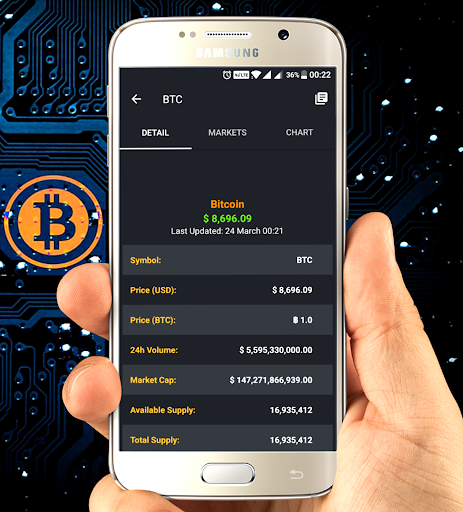 SAMSUNG
VoLTE 36% 00:22
BTC
DETAIL MARKETS CHART
Bitcoin
$ 8,696.09
Last Updated: 24 March 00:21
Symbol: BTC
Price (USD): $ 8,696.09
Price (BTC): ฿ 1.0
24h Volume: $ 5,595,330,000.00
Market Cap: $ 147,271,866,939.00
Available Supply: 16,935,412
Total Supply: 16,935,412